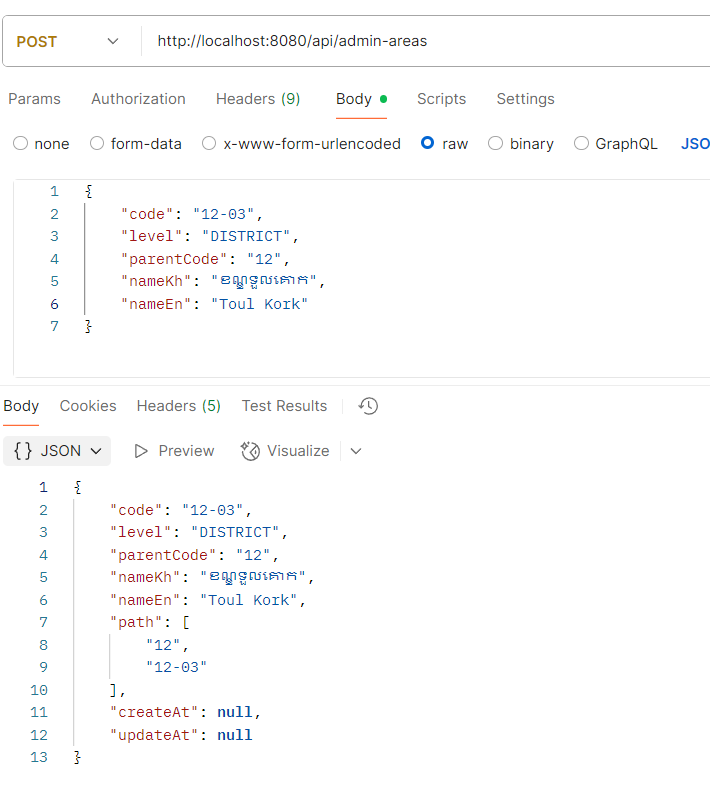 POST http://localhost:8080/api/admin-areas
Params Authorization Headers (9) Body Scripts Settings
none form-data x-www-form-urlencoded raw binary GraphQL JSO
1 {
2 "code": "12-03",
3 "level": "DISTRICT",
4 "parentCode": "12",
5 "nameKh": "ខណ្ឌទួលគោក",
6 "nameEn": "Toul Kork"
7 }
Body Cookies Headers (5) Test Results
{} JSON Preview Visualize
1 {
2 "code": "12-03",
3 "level": "DISTRICT",
4 "parentCode": "12",
5 "nameKh": "ខណ្ឌទួលគោក",
6 "nameEn": "Toul Kork",
7 "path": [
8 "12",
9 "12-03"
10 ],
11 "createAt": null,
12 "updateAt": null
13 }